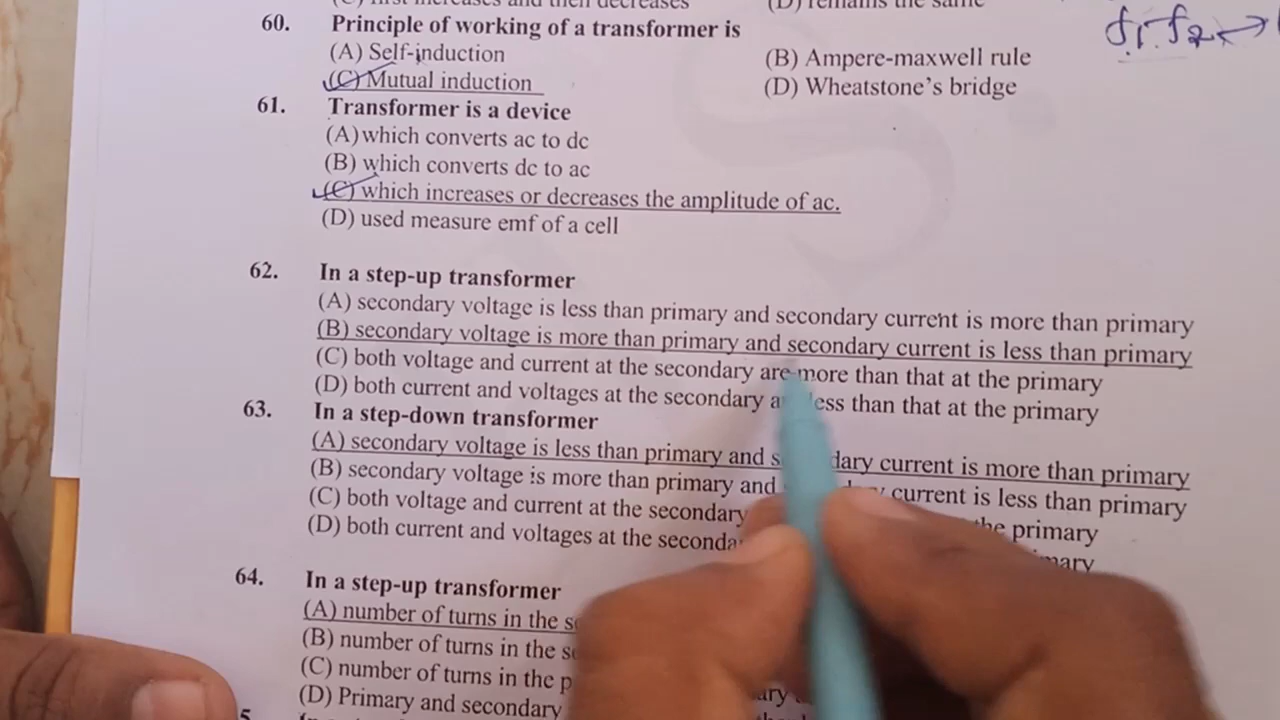 increases and then decreases (D) remains the same
60. Principle of working of a transformer is
(A) Self-induction (B) Ampere-maxwell rule
(C) Mutual induction (D) Wheatstone's bridge
61. Transformer is a device
(A) which converts ac to dc
(B) which converts dc to ac
(C) which increases or decreases the amplitude of ac.
(D) used measure emf of a cell
62. In a step-up transformer
(A) secondary voltage is less than primary and secondary current is more than primary
(B) secondary voltage is more than primary and secondary current is less than primary
(C) both voltage and current at the secondary are more than that at the primary
(D) both current and voltages at the secondary less than that at the primary
63. In a step-down transformer
(A) secondary voltage is less than primary and current is more than primary
(B) secondary voltage is more than primary and current is less than primary
(C) both voltage and current at the secondary the primary
(D) both current and voltages at the
64. In a step-up transformer
(A) number of turns in the
(B) number of turns in the
(C) number of turns in the
(D) Primary and secondary